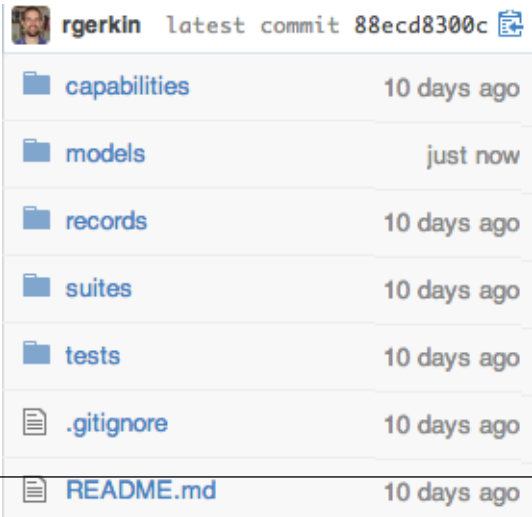 rgerkin latest commit 88ecd8300c
capabilities 10 days ago
models just now
records 10 days ago
suites 10 days ago
tests 10 days ago
.gitignore 10 days ago
README.md 10 days ago